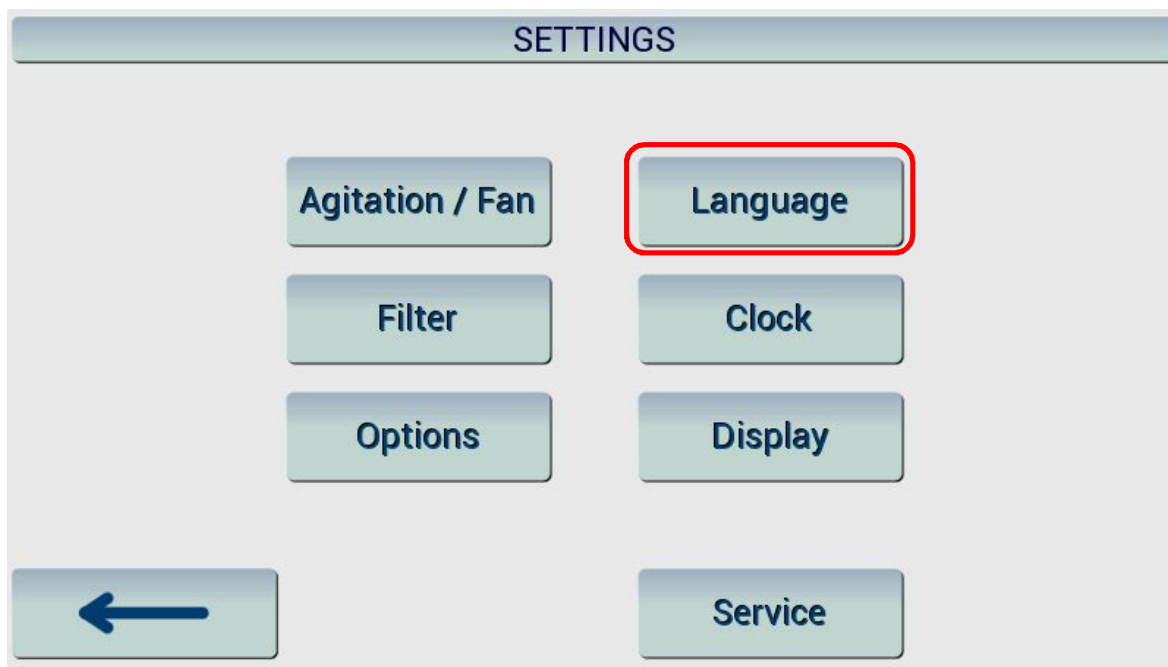 SETTINGS
Agitation / Fan
Language
Filter
Clock
Options
Display
Service